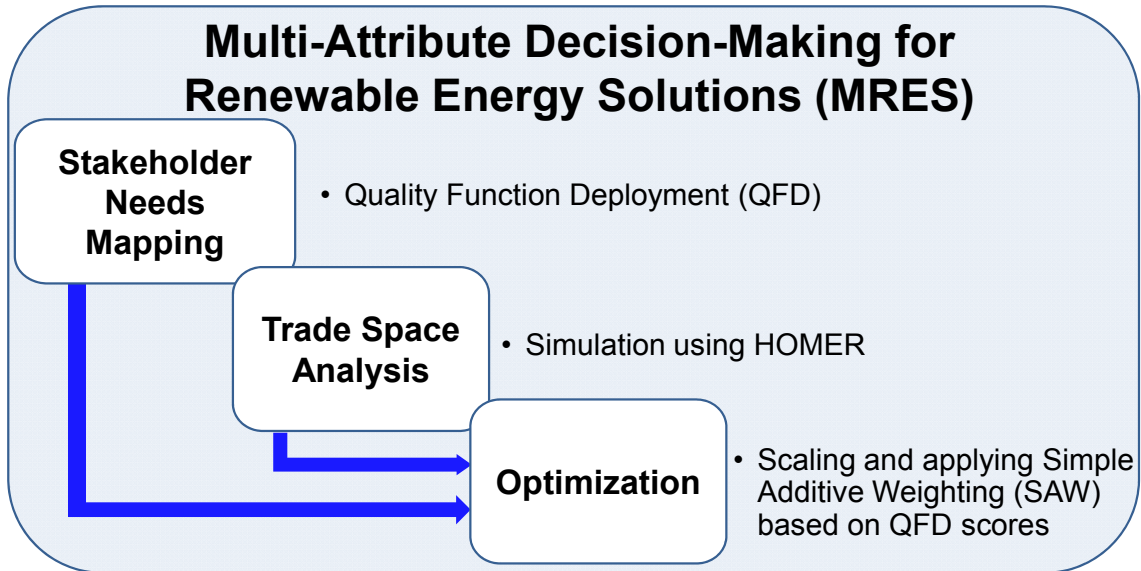 Multi-Attribute Decision-Making for
Renewable Energy Solutions (MRES)
Stakeholder
Needs
Mapping
• Quality Function Deployment (QFD)
Trade Space
Analysis
• Simulation using HOMER
Optimization
• Scaling and applying Simple
Additive Weighting (SAW)
based on QFD scores